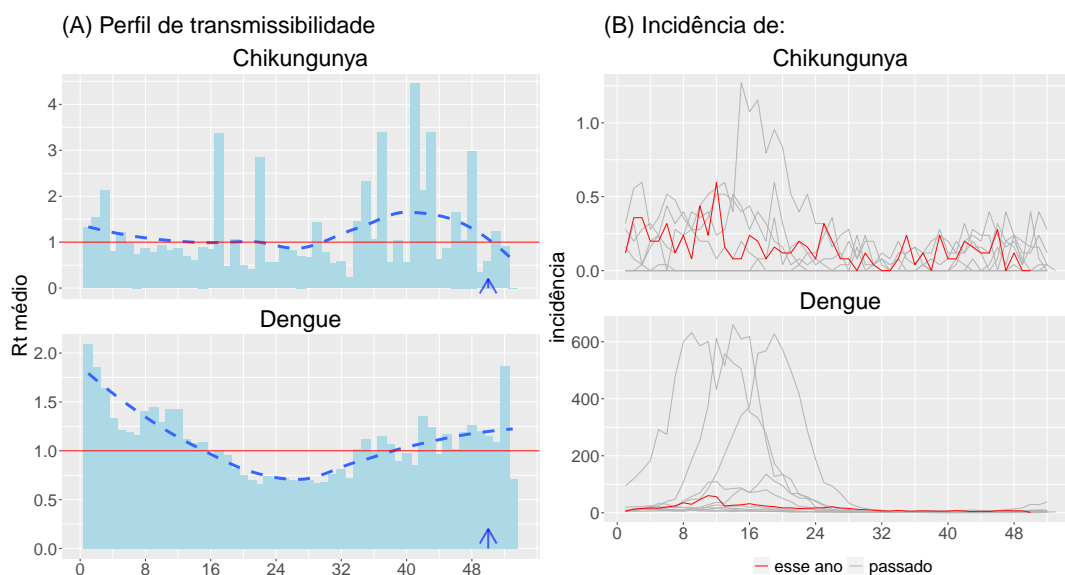 (A) Perfil de transmissibilidade
Chikungunya
4
3
2
1
0
Dengue
2.0
1.5
1.0
0.5
0.0
0 8 16 24 32 40 48
Rt médio
(B) Incidência de:
Chikungunya
1.0
0.5
0.0
Dengue
600
400
200
0
0 8 16 24 32 40 48
incidência
esse ano passado